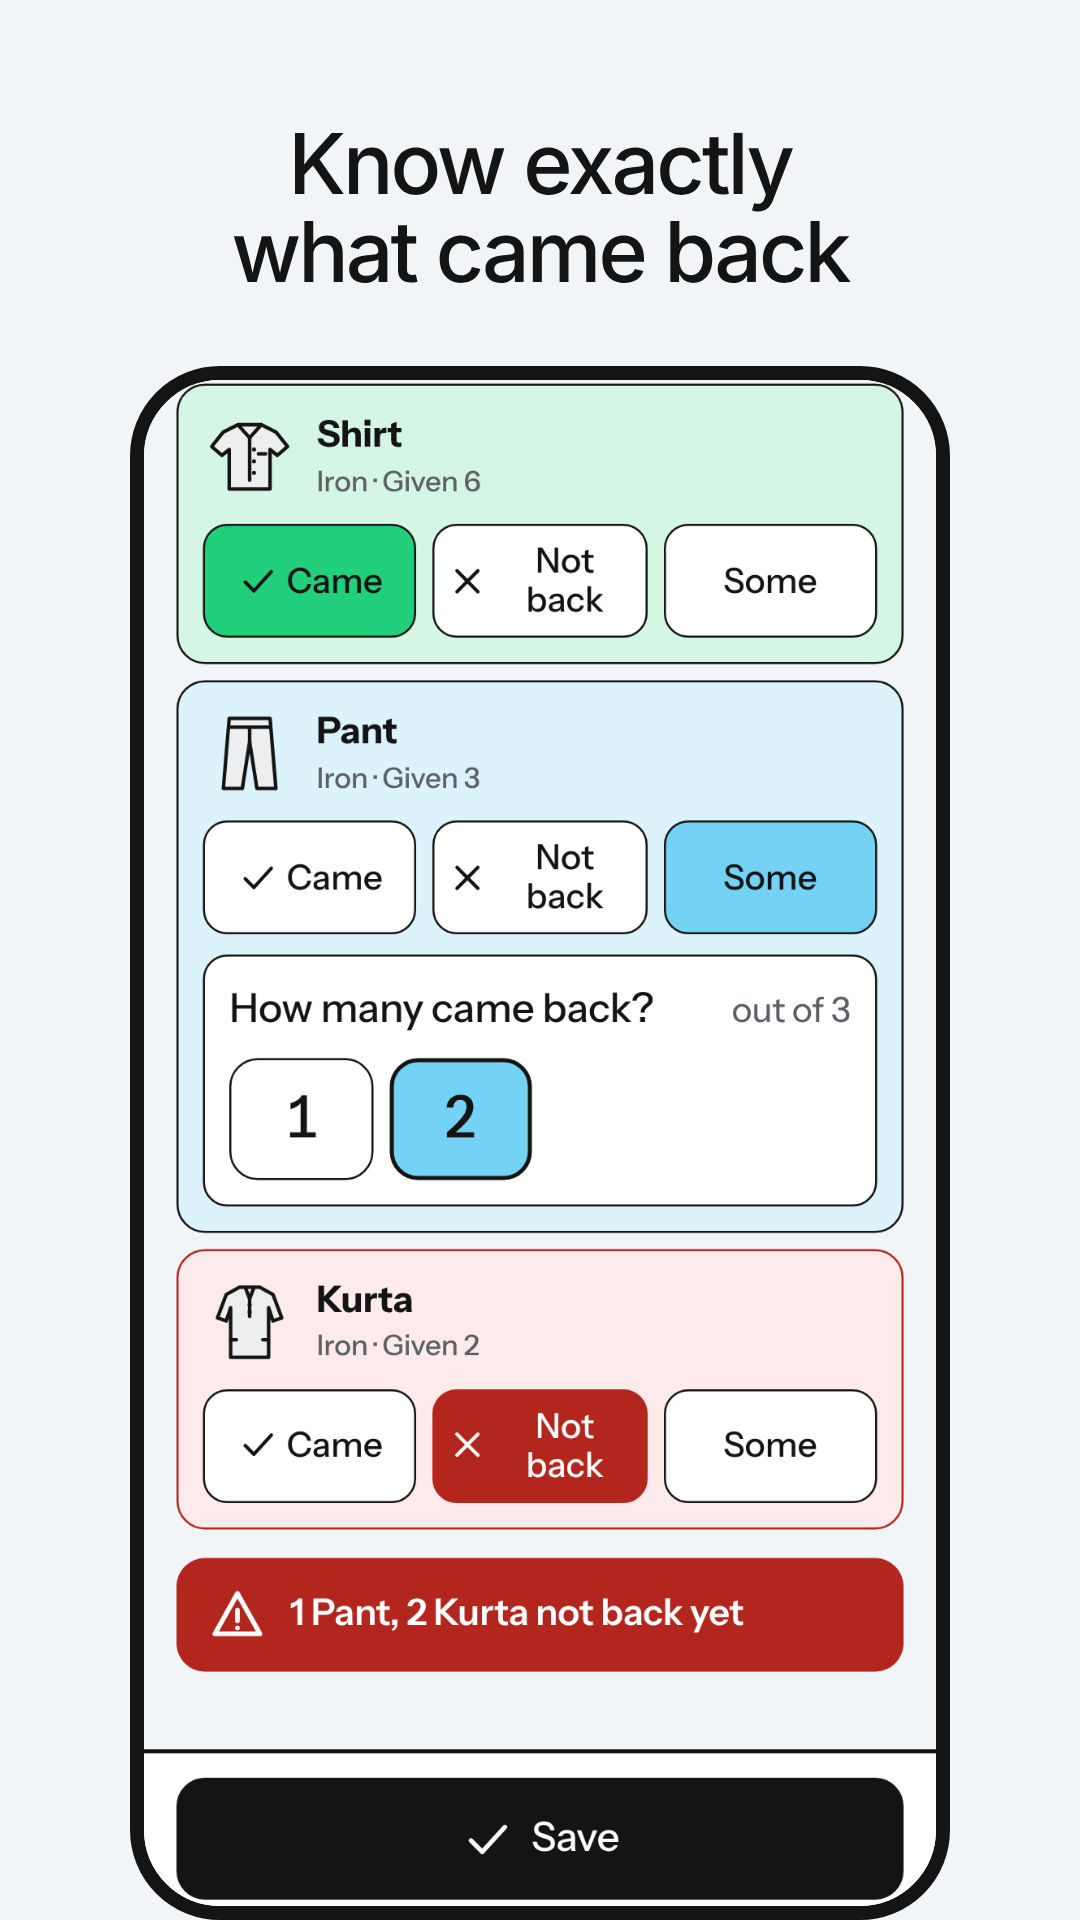 Know exactly
what came back
Shirt
Iron · Given 6
Came
Not
back
Some
Pant
Iron · Given 3
Came
Not
back
Some
How many came back?
out of 3
1
2
Kurta
Iron · Given 2
Came
Not
back
Some
1 Pant, 2 Kurta not back yet
Save